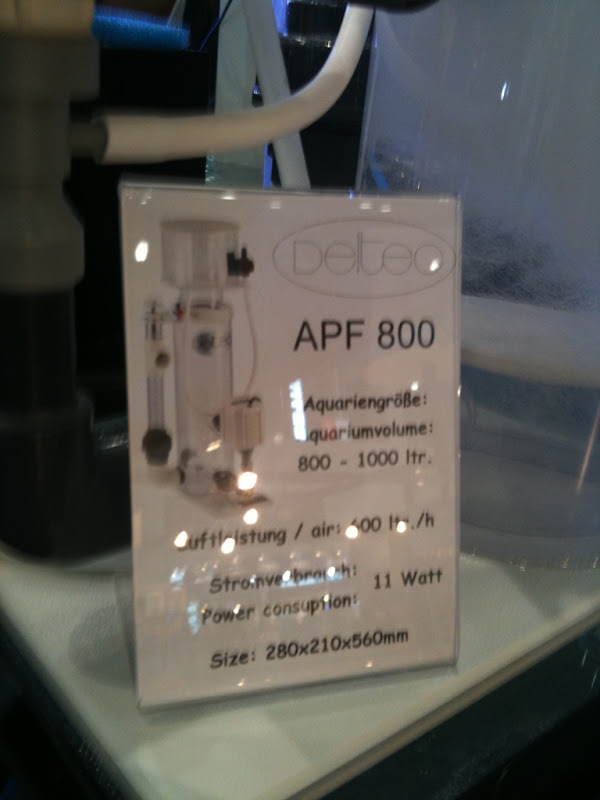 Deltec
APF 800
Aquariengröße:
Aquariumvolume:
800 - 1000 ltr.
Luftleistung / air: 600 ltr./h
Stromverbrauch:
11 Watt
Power consuption:
Size: 280x210x560mm